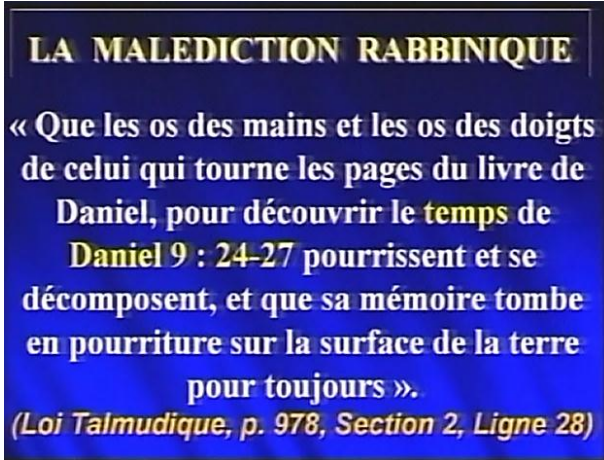 LA MALEDICTION RABBINIQUE
« Que les os des mains et les os des doigts
de celui qui tourne les pages du livre de
Daniel, pour découvrir le temps de
Daniel 9 : 24-27 pourrissent et se
décomposent, et que sa mémoire tombe
en pourriture sur la surface de la terre
pour toujours ».
(Loi Talmudique, p. 978, Section 2, Ligne 28)